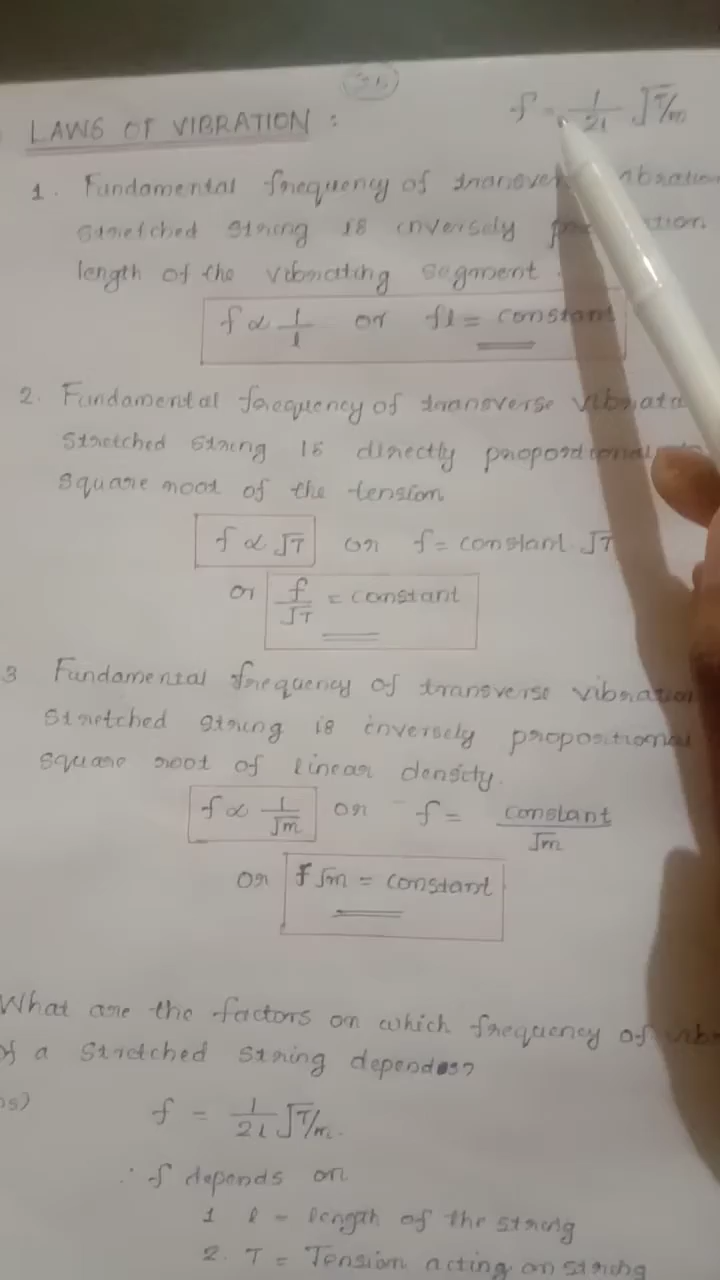 36
LAWS OF VIBRATION :
f = 1/2l √T/m
1. Fundamental frequency of transver
stretched string is inversely
length of the vibrating segment.
f ∝ 1/l or fl = constant
2. Fundamental frequency of transverse
stretched string is directly
square root of the tension
f ∝ √T or f = constant √T
or f/√T = constant
3 Fundamental frequency of transverse
stretched string is inversely
square root of linear density.
f ∝ 1/√m or f = constant/√m
or f√m = constant
What are the factors on which frequency of
of a stretched string depends?
f = 1/2l √T/m.
∴ f depends on
1 l = length of the string
2. T = Tension acting on string